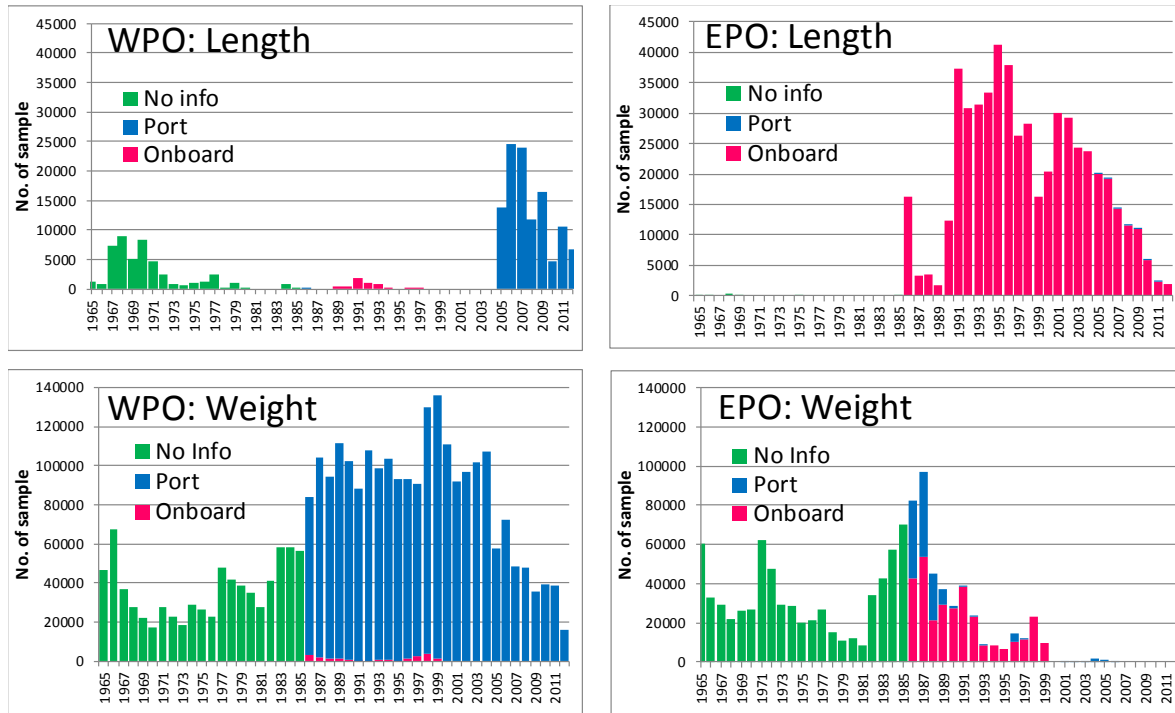 WPO: Length
No. of sample
45000
40000
35000
30000
25000
20000
15000
10000
5000
0
No info
Port
Onboard
1965 1967 1969 1971 1973 1975 1977 1979 1981 1983 1985 1987 1989 1991 1993 1995 1997 1999 2001 2003 2005 2007 2009 2011
EPO: Length
No. of sample
45000
40000
35000
30000
25000
20000
15000
10000
5000
0
No info
Port
Onboard
1965 1967 1969 1971 1973 1975 1977 1979 1981 1983 1985 1987 1989 1991 1993 1995 1997 1999 2001 2003 2005 2007 2009 2011
WPO: Weight
No. of sample
140000
120000
100000
80000
60000
40000
20000
0
No Info
Port
Onboard
1965 1967 1969 1971 1973 1975 1977 1979 1981 1983 1985 1987 1989 1991 1993 1995 1997 1999 2001 2003 2005 2007 2009 2011
EPO: Weight
No. of sample
140000
120000
100000
80000
60000
40000
20000
0
No Info
Port
Onboard
1965 1967 1969 1971 1973 1975 1977 1979 1981 1983 1985 1987 1989 1991 1993 1995 1997 1999 2001 2003 2005 2007 2009 2011